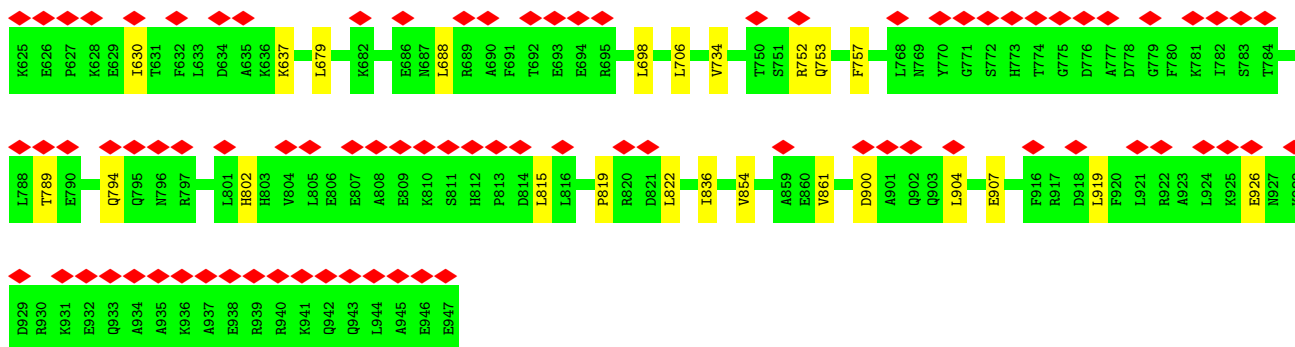 K625 E626 P627 K628 E629 I630 T631 F632 L633 D634 A635 K636 K637 L679 K682 E686 N687 L688 R689 A690 F691 T692 E693 E694 R695 L698 L706 V734 T750 S751 R752 Q753 F757 L768 N769 Y770 G771 S772 H773 T774 G775 D776 A777 D778 G779 F780 K781 I782 S783 T784
L788 T789 E790 Q794 Q795 N796 R797 L801 H802 H803 V804 L805 E806 E807 A808 E809 K810 S811 H812 P813 D814 L815 L816 P819 R820 D821 L822 I836 V854 A859 E860 V861 D900 A901 Q902 Q903 L904 E907 F916 R917 D918 L919 F920 L921 R922 A923 L924 K925 E926 N927
D929 R930 K931 E932 Q933 A934 A935 K936 A937 E938 R939 R940 K941 Q942 Q943 L944 A945 E946 E947